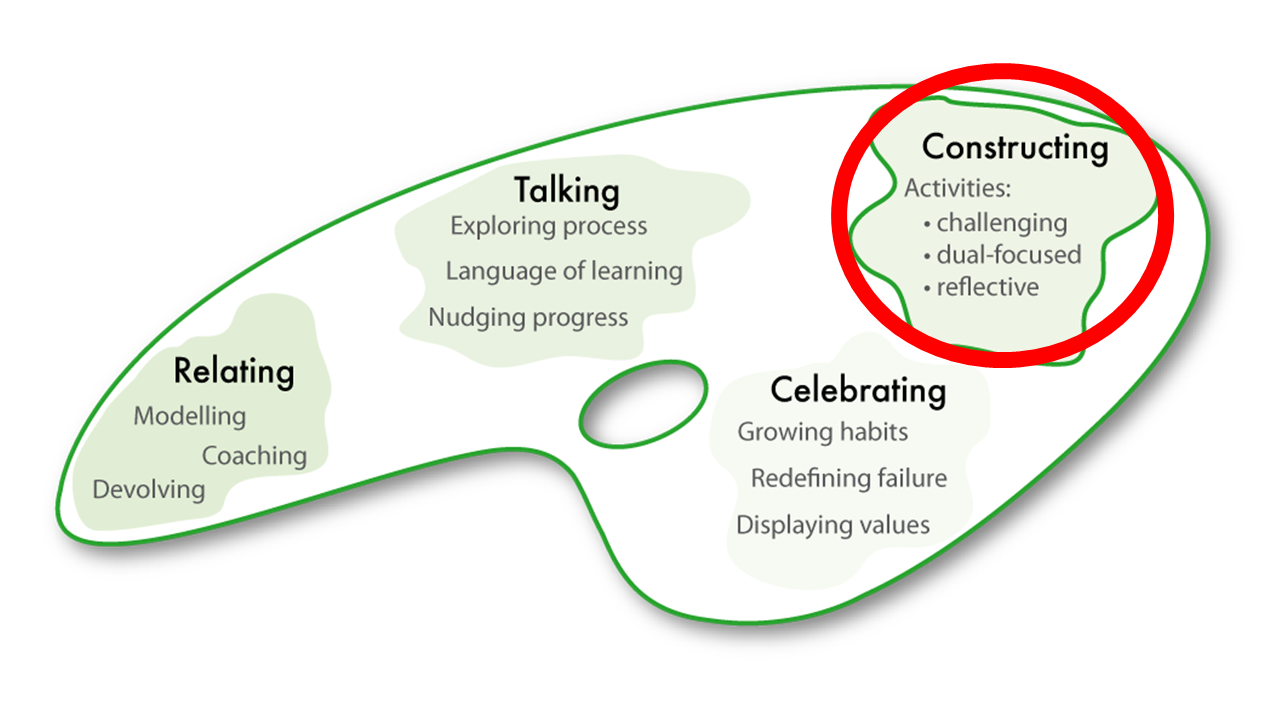 Relating
Modelling
Coaching
Devolving
Talking
Exploring process
Language of learning
Nudging progress
Constructing
Activities:
• challenging
• dual-focused
• reflective
Celebrating
Growing habits
Redefining failure
Displaying values